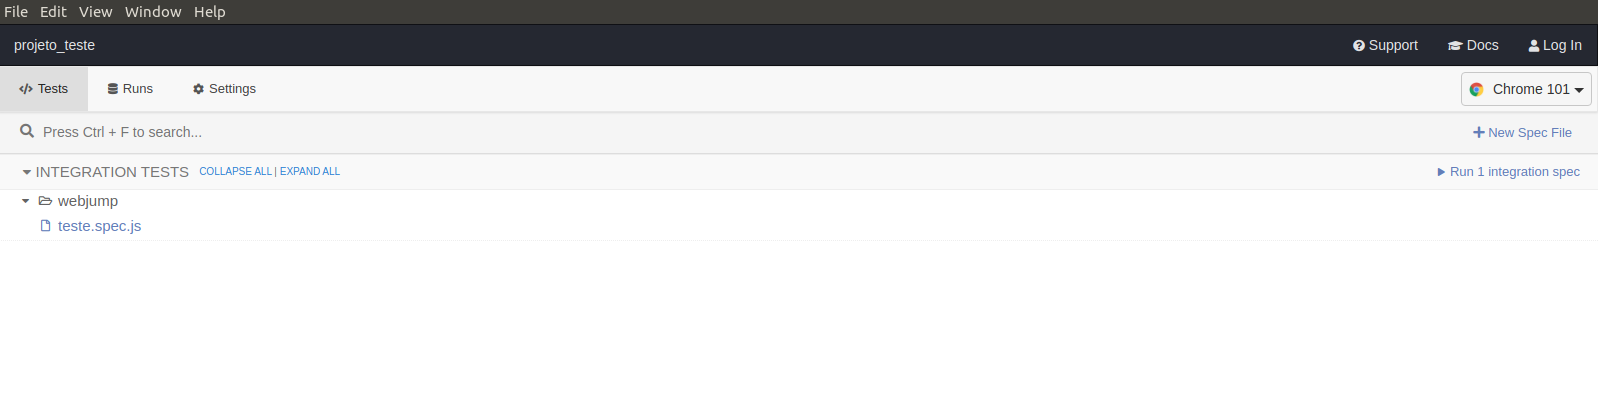 File Edit View Window Help
projeto_teste Support Docs Log In
Tests Runs Settings Chrome 101
Press Ctrl + F to search... New Spec File
INTEGRATION TESTS COLLAPSE ALL | EXPAND ALL Run 1 integration spec
webjump
teste.spec.js